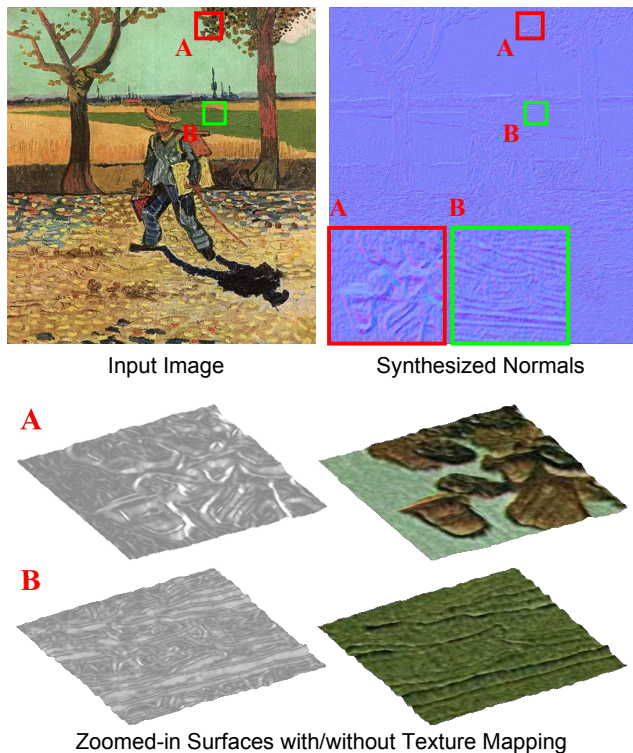 A
A
B
B
A
B
Input Image
Synthesized Normals
A
B
Zoomed-in Surfaces with/without Texture Mapping